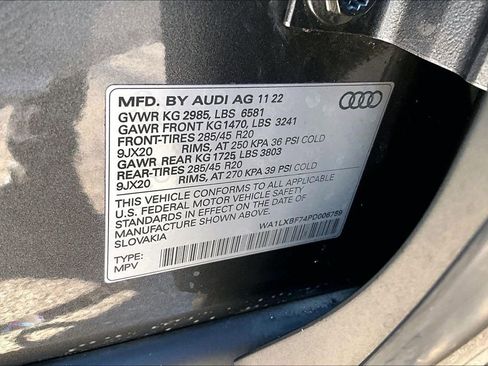 MFD. BY AUDI AG 11 22
GVWR KG 2985, LBS 6581
GAWR FRONT KG1470, LBS 3241
FRONT-TIRES 285/45 R20
9JX20 RIMS, AT 250 KPA 36 PSI COLD
GAWR REAR KG 1725, LBS 3803
REAR-TIRES 285/45 R20
9JX20 RIMS, AT 270 KPA 39 PSI COLD
THIS VEHICLE CONFORMS TO ALL APPLICABLE
U.S. FEDERAL MOTOR VEHICLE SAFETY
STANDARDS IN EFFECT ON THE DATE OF
MANUFACTURE SHOWN ABOVE.
SLOVAKIA
WA1LXBF74PD006759
TYPE:
MPV